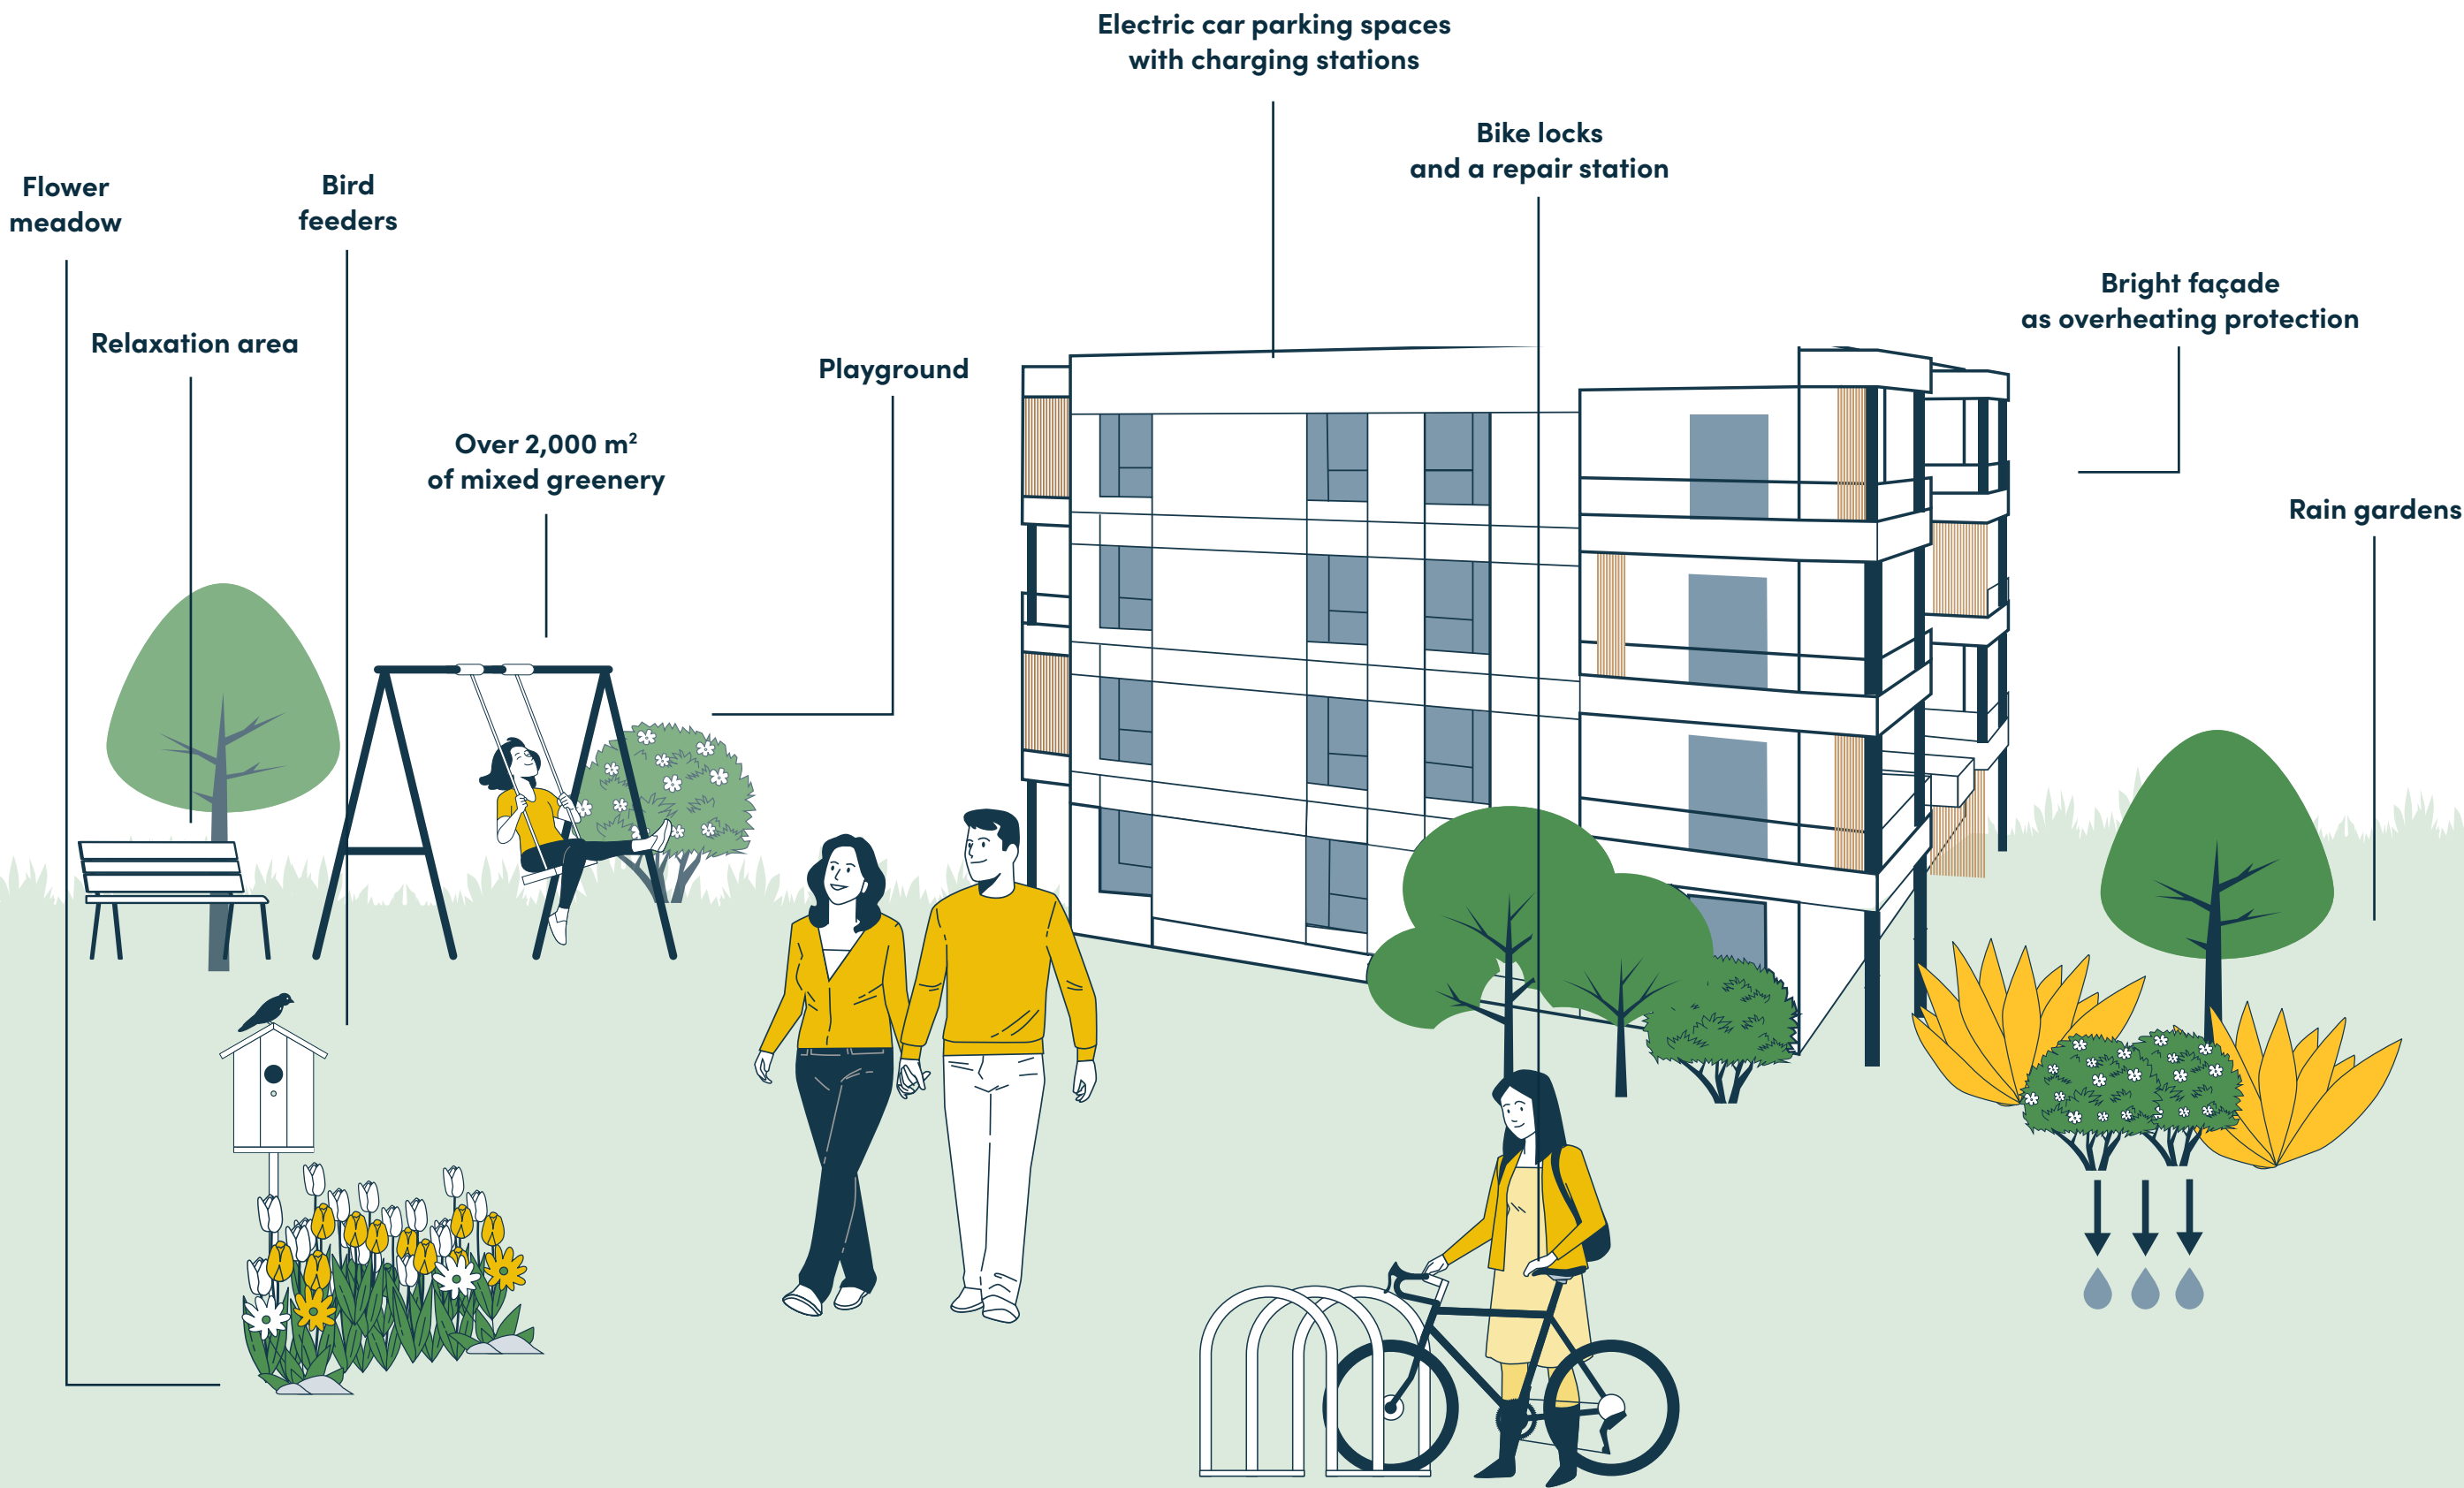 Electric car parking spaces
with charging stations
Bike locks
and a repair station
Flower
meadow
Bird
feeders
Bright façade
as overheating protection
Relaxation area
Playground
Over 2,000 m²
of mixed greenery
Rain gardens